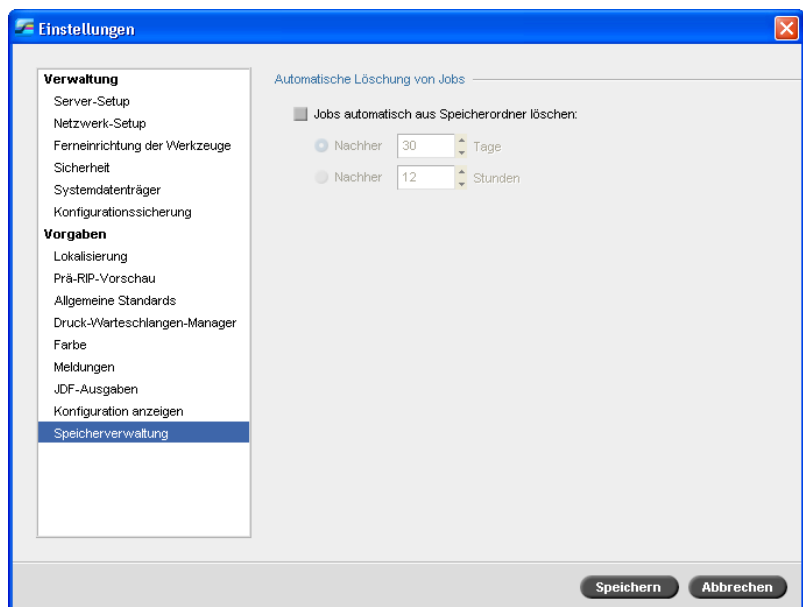 Einstellungen
Verwaltung
Server-Setup
Netzwerk-Setup
Ferneinrichtung der Werkzeuge
Sicherheit
Systemdatenträger
Konfigurationssicherung
Vorgaben
Lokalisierung
Prä-RIP-Vorschau
Allgemeine Standards
Druck-Warteschlangen-Manager
Farbe
Meldungen
JDF-Ausgaben
Konfiguration anzeigen
Speicherverwaltung
Automatische Löschung von Jobs
Jobs automatisch aus Speicherordner löschen:
Nachher 30 Tage
Nachher 12 Stunden
Speichern Abbrechen